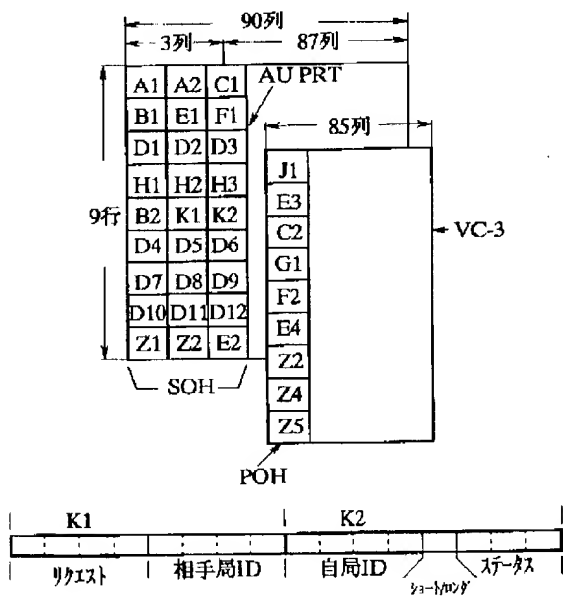 90列
3列 87列
A1 A2 C1 AU PRT
B1 E1 F1
85列
D1 D2 D3
J1
H1 H2 H3
E3
9行 B2 K1 K2
C2 VC-3
D4 D5 D6
G1
D7 D8 D9
F2
D10 D11 D12
E4
Z1 Z2 E2
Z2
SOH
Z4
Z5
POH
K1 K2
リクエスト 相手局ID 自局ID ショート/ロング ステータス